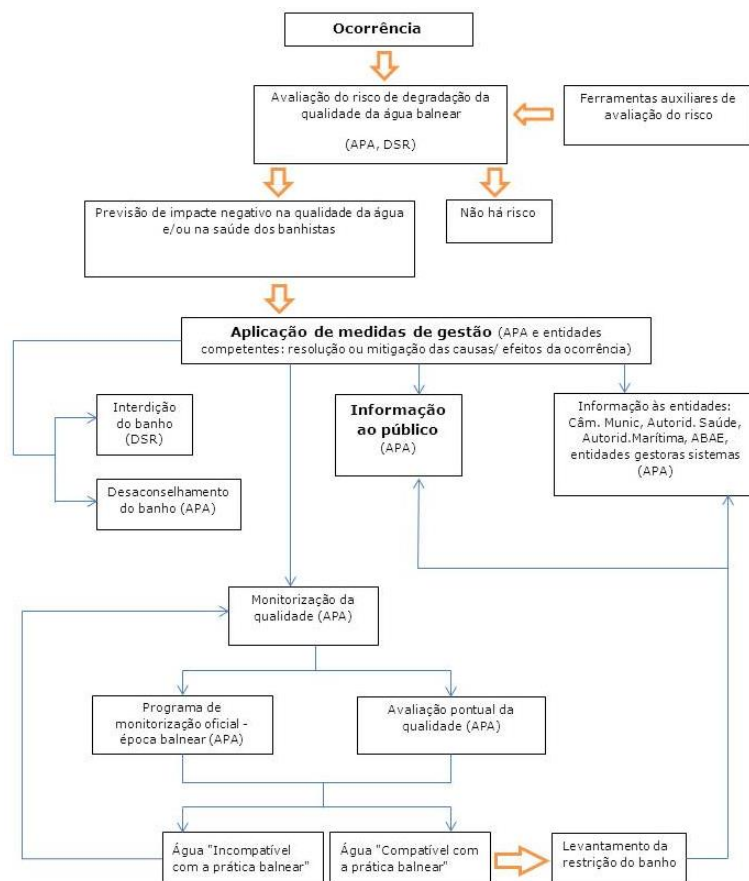 Ocorrência
Avaliação do risco de degradação da
qualidade da água balnear
(APA, DSR)
Ferramentas auxiliares de
avaliação do risco
Previsão de impacte negativo na qualidade da água
e/ou na saúde dos banhistas
Não há risco
Aplicação de medidas de gestão (APA e entidades
competentes: resolução ou mitigação das causas/ efeitos da ocorrência)
Interdição
do banho
(DSR)
Informação
ao público
(APA)
Informação às entidades:
Câm. Munic, Autorid. Saúde,
Autorid.Marítima, ABAE,
entidades gestoras sistemas
(APA)
Desaconselhamento
do banho (APA)
Monitorização da
qualidade (APA)
Programa de
monitorização oficial -
época balnear (APA)
Avaliação pontual da
qualidade (APA)
Água "Incompatível
com a prática balnear"
Água "Compatível com
a prática balnear"
Levantamento da
restrição do banho